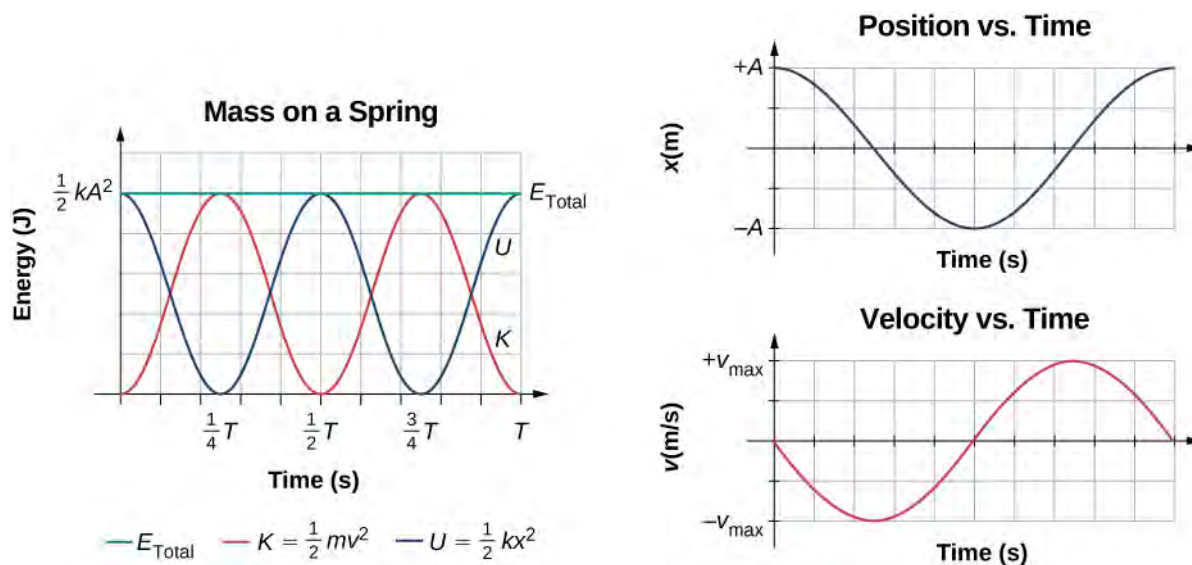 Mass on a Spring
Energy (J)
½ kA²
E_Total
U
K
¼ T
½ T
¾ T
T
Time (s)
E_Total
K = ½ mv²
U = ½ kx²
Position vs. Time
+A
x(m)
–A
Time (s)
Velocity vs. Time
+v_max
v(m/s)
–v_max
Time (s)